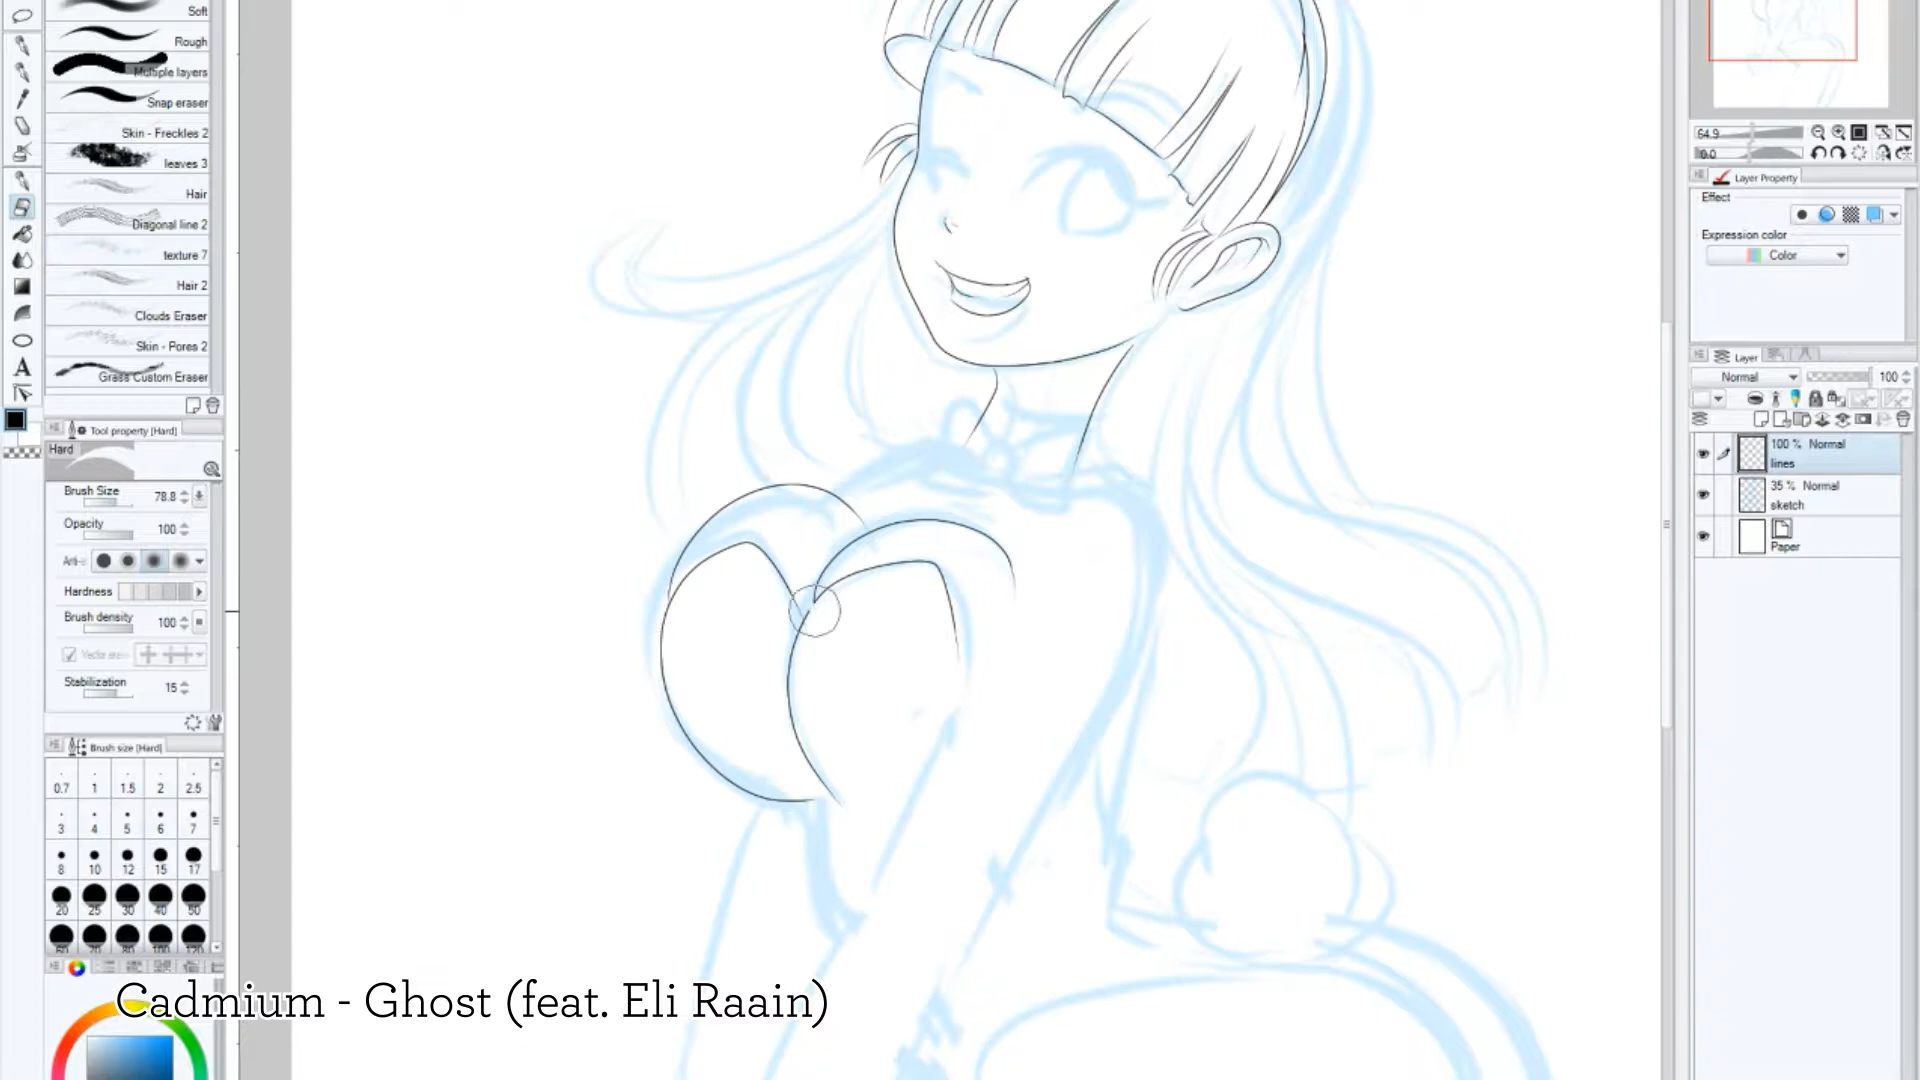 Soft
Rough
Multiple layers
Snap eraser
Skin - Freckles 2
leaves 3
Hair
Diagonal line 2
texture 7
Hair 2
Clouds Eraser
Skin - Pores 2
Grass Custom Eraser
A
Tool property [Hard]
Hard
Brush Size 78.8
Opacity 100
Hardness
Brush density 100
Stabilization 15
Brush size [Hard]
0.7 1 1.5 2 2.5
3 4 5 6 7
8 10 12 15 17
20 25 30 40 50
Cadmium - Ghost (feat. Eli Raain)
64.9
0.0
Layer Property
Effect
Expression color
Color
Layer
Normal 100
100 % Normal
lines
35 % Normal
sketch
Paper